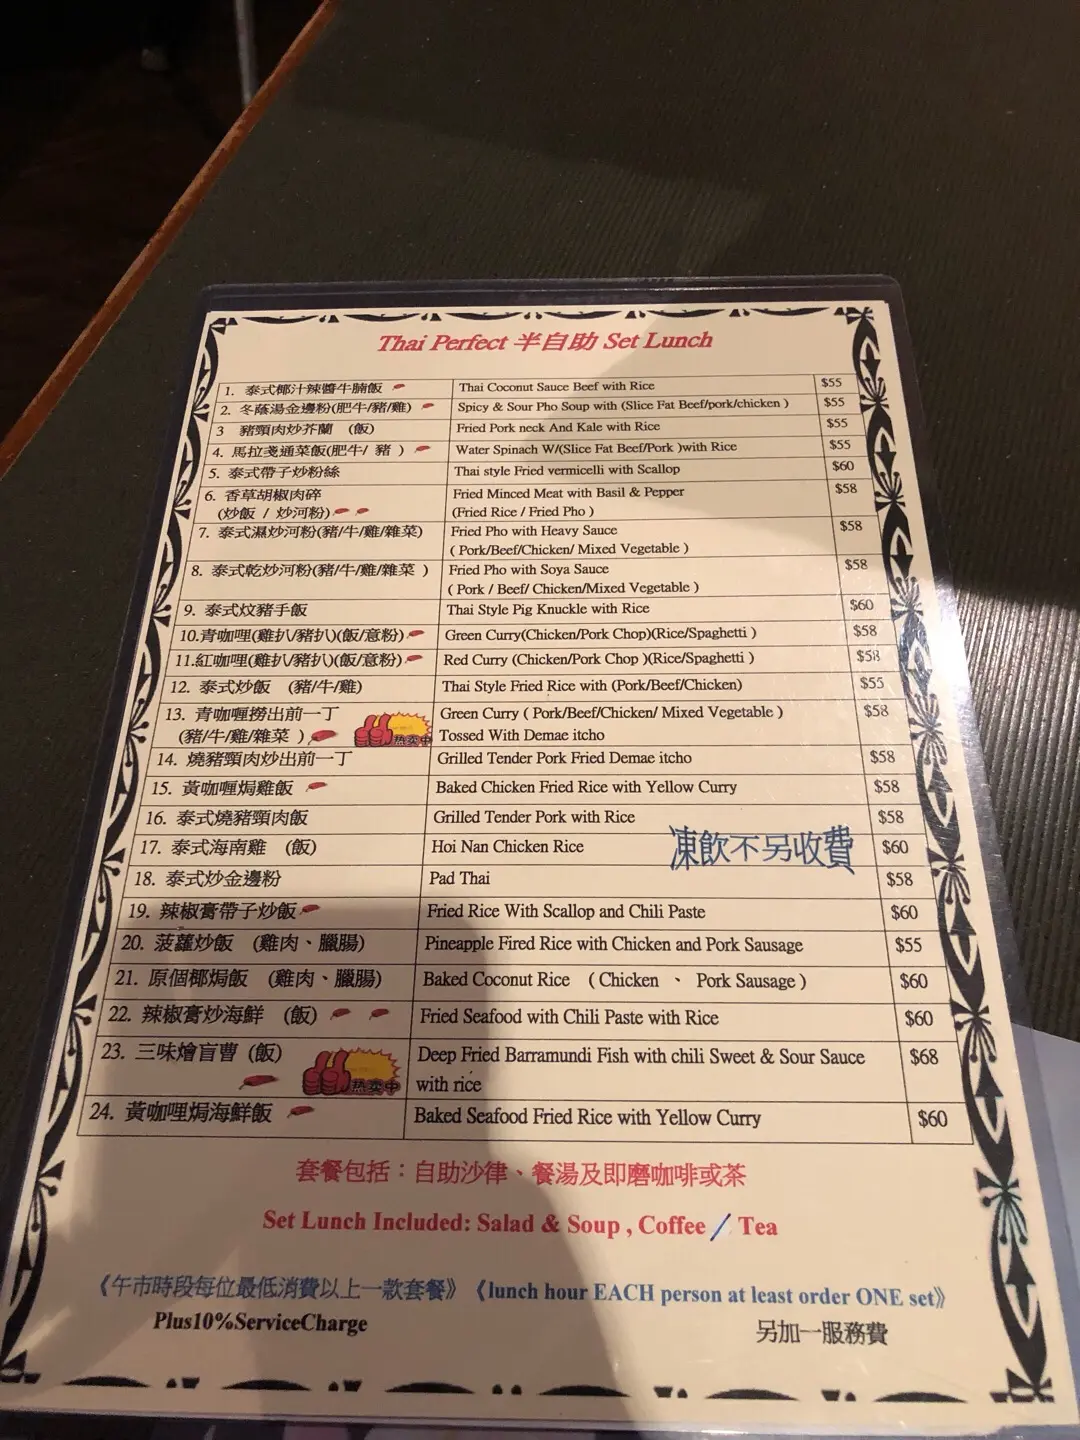 Thai Perfect 半自助 Set Lunch
1. 泰式椰汁辣醬牛腩飯 Thai Coconut Sauce Beef with Rice $55
2. 冬蔭湯金邊粉(肥牛/豬/雞) Spicy & Sour Pho Soup with (Slice Fat Beef/pork/chicken ) $55
3 豬頸肉炒芥蘭 (飯) Fried Pork neck And Kale with Rice $55
4. 馬拉戔通菜飯(肥牛/ 豬 ) Water Spinach W/(Slice Fat Beef/Pork )with Rice $55
5. 泰式帶子炒粉絲 Thai style Fried vermicelli with Scallop $60
6. 香草胡椒肉碎 Fried Minced Meat with Basil & Pepper $58
(炒飯 / 炒河粉) (Fried Rice / Fried Pho )
7. 泰式濕炒河粉(豬/牛/雞/雜菜) Fried Pho with Heavy Sauce $58
( Pork/Beef/Chicken/ Mixed Vegetable )
8. 泰式乾炒河粉(豬/牛/雞/雜菜 ) Fried Pho with Soya Sauce $58
( Pork / Beef/ Chicken/Mixed Vegetable )
9. 泰式炆豬手飯 Thai Style Pig Knuckle with Rice $60
10.青咖哩(雞扒/豬扒)(飯/意粉) Green Curry(Chicken/Pork Chop)(Rice/Spaghetti ) $58
11.紅咖哩(雞扒/豬扒)(飯/意粉) Red Curry (Chicken/Pork Chop )(Rice/Spaghetti ) $58
12. 泰式炒飯 (豬/牛/雞) Thai Style Fried Rice with (Pork/Beef/Chicken) $55
13. 青咖喱撈出前一丁 Green Curry ( Pork/Beef/Chicken/ Mixed Vegetable ) $58
(豬/牛/雞/雜菜 ) 热卖中 Tossed With Demae itcho
14. 燒豬頸肉炒出前一丁 Grilled Tender Pork Fried Demae itcho $58
15. 黃咖喱焗雞飯 Baked Chicken Fried Rice with Yellow Curry $58
16. 泰式燒豬頸肉飯 Grilled Tender Pork with Rice $58
17. 泰式海南雞 (飯) Hoi Nan Chicken Rice 凍飲不另收費 $60
18. 泰式炒金邊粉 Pad Thai $58
19. 辣椒膏帶子炒飯 Fried Rice With Scallop and Chili Paste $60
20. 菠蘿炒飯 (雞肉、臘腸) Pineapple Fired Rice with Chicken and Pork Sausage $55
21. 原個椰焗飯 (雞肉、臘腸) Baked Coconut Rice ( Chicken 、 Pork Sausage ) $60
22. 辣椒膏炒海鮮 (飯) Fried Seafood with Chili Paste with Rice $60
23. 三味燴盲曹 (飯) Deep Fried Barramundi Fish with chili Sweet & Sour Sauce $68
热卖中 with rice
24. 黃咖哩焗海鮮飯 Baked Seafood Fried Rice with Yellow Curry $60
套餐包括：自助沙律、餐湯及即磨咖啡或茶
Set Lunch Included: Salad & Soup , Coffee / Tea
《午市時段每位最低消費以上一款套餐》《lunch hour EACH person at least order ONE set》
Plus10%ServiceCharge 另加一服務費